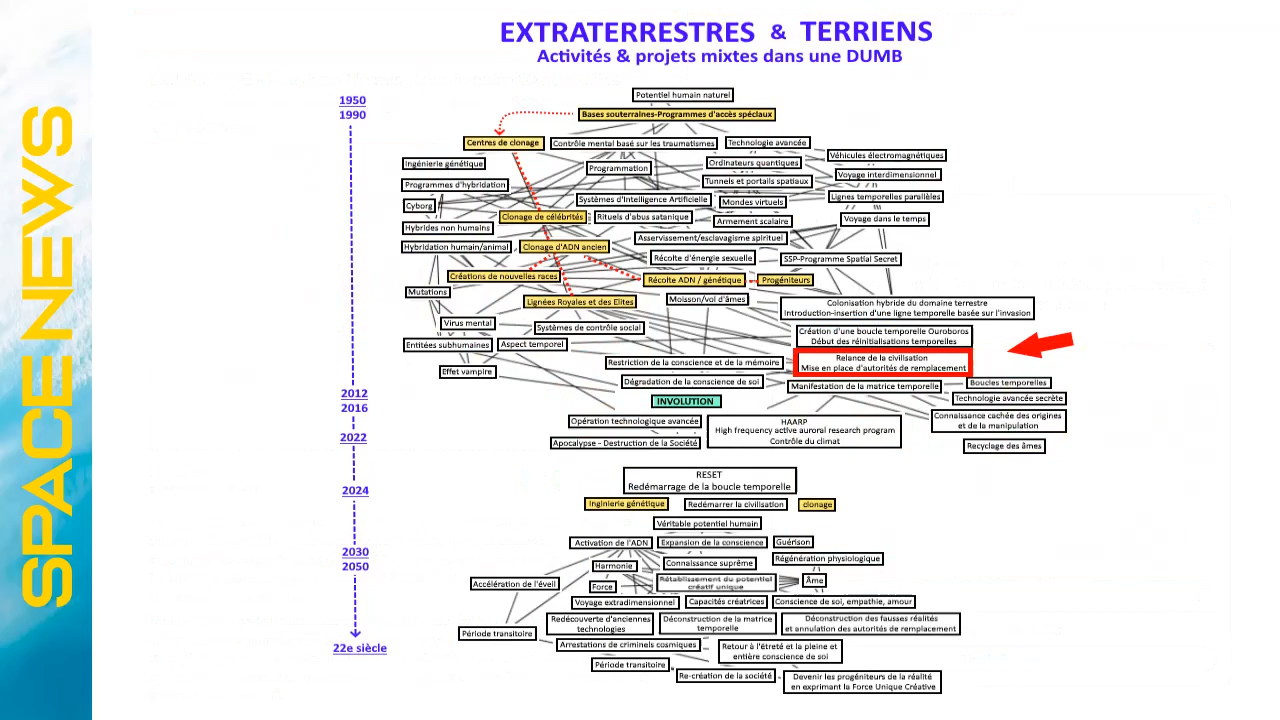 SPACE NEWS
EXTRATERRESTRES & TERRIENS
Activités & projets mixtes dans une DUMB
1950
1990
2012
2016
2022
2024
2030
2050
22e siècle
Potentiel humain naturel
Bases souterraines-Programmes d'accès spéciaux
Centres de clonage
Contrôle mental basé sur les traumatismes
Technologie avancée
Véhicules électromagnétiques
Ingénierie génétique
Programmation
Ordinateurs quantiques
Voyage interdimensionnel
Programmes d'hybridation
Tunnels et portails spatiaux
Lignes temporelles parallèles
Cyborg
Systèmes d'Intelligence Artificielle
Mondes virtuels
Clonage de célébrités
Rituels d'abus satanique
Armement scalaire
Voyage dans le temps
Hybrides non humains
Asservissement/esclavagisme spirituel
Hybridation humain/animal
Clonage d'ADN ancien
Récolte d'énergie sexuelle
SSP-Programme Spatial Secret
Créations de nouvelles races
Récolte ADN / génétique
Progéniteurs
Mutations
Lignées Royales et des Elites
Moisson/vol d'âmes
Colonisation hybride du domaine terrestre
Introduction-insertion d'une ligne temporelle basée sur l'invasion
Virus mental
Systèmes de contrôle social
Création d'une boucle temporelle Ouroboros
Début des réinitialisations temporelles
Entitées subhumaines
Aspect temporel
Restriction de la conscience et de la mémoire
Relance de la civilisation
Mise en place d'autorités de remplacement
Effet vampire
Dégradation de la conscience de soi
Manifestation de la matrice temporelle
Boucles temporelles
INVOLUTION
Technologie avancée secrète
Opération technologique avancée
HAARP
High frequency active auroral research program
Contrôle du climat
Connaissance cachée des origines
et de la manipulation
Apocalypse - Destruction de la Société
Recyclage des âmes
RESET
Redémarrage de la boucle temporelle
Inginierie génétique
Redémarrer la civilisation
clonage
Véritable potentiel humain
Activation de l'ADN
Expansion de la conscience
Guérison
Harmonie
Connaissance suprême
Régénération physiologique
Accélération de l'éveil
Force
Rétablissement du potentiel
créatif unique
Âme
Voyage extradimensionnel
Capacités créatrices
Conscience de soi, empathie, amour
Redécouverte d'anciennes
technologies
Déconstruction de la matrice
temporelle
Déconstruction des fausses réalités
et annulation des autorités de remplacement
Période transitoire
Arrestations de criminels cosmiques
Retour à l'êtreté et la pleine et
entière conscience de soi
Période transitoire
Re-création de la société
Devenir les progéniteurs de la réalité
en exprimant la Force Unique Créative